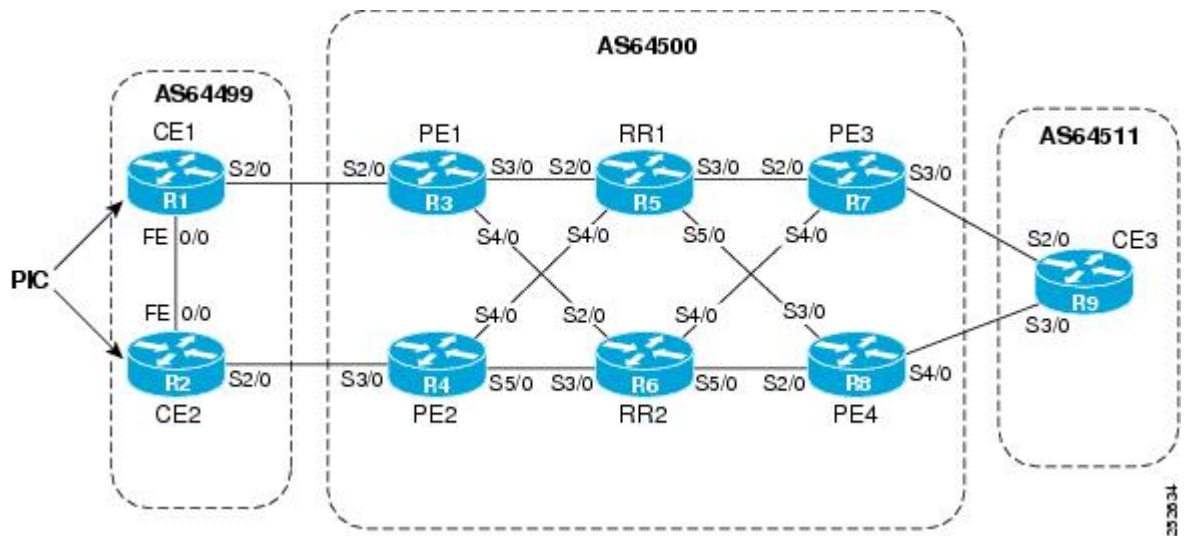 AS64500
AS64499
AS64511
CE1
PE1
RR1
PE3
S2/0
S2/0
S3/0
S2/0
S3/0
S2/0
S3/0
R1
R3
R5
R7
FE 0/0
S4/0
S4/0
S5/0
S4/0
S2/0
CE3
PIC
R9
FE 0/0
S4/0
S2/0
S4/0
S3/0
S3/0
R2
R4
R6
R8
S2/0
S3/0
S5/0
S3/0
S5/0
S2/0
S4/0
CE2
PE2
RR2
PE4